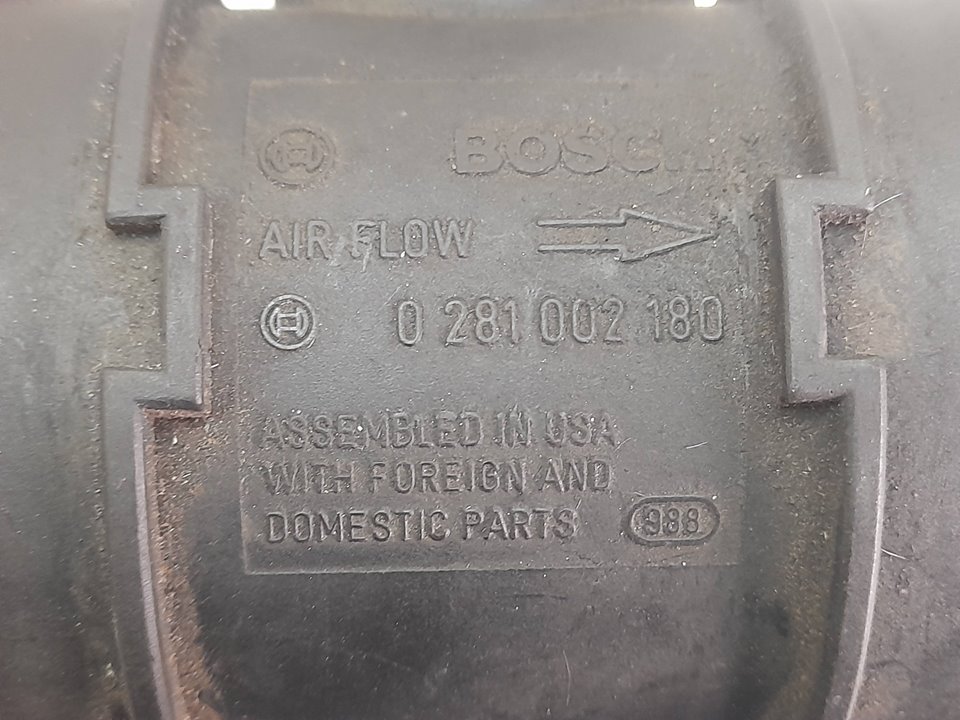 BOSCH
AIR FLOW
0 281 002 180
ASSEMBLED IN USA
WITH FOREIGN AND
DOMESTIC PARTS 988